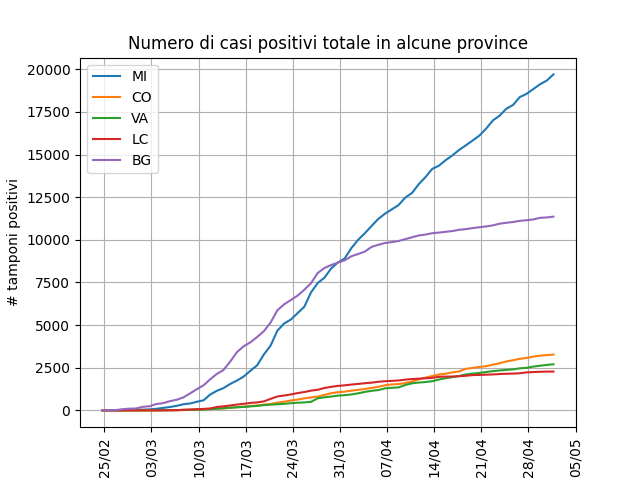 Numero di casi positivi totale in alcune province
# tamponi positivi
20000
17500
15000
12500
10000
7500
5000
2500
0
MI
CO
VA
LC
BG
25/02
03/03
10/03
17/03
24/03
31/03
07/04
14/04
21/04
28/04
05/05